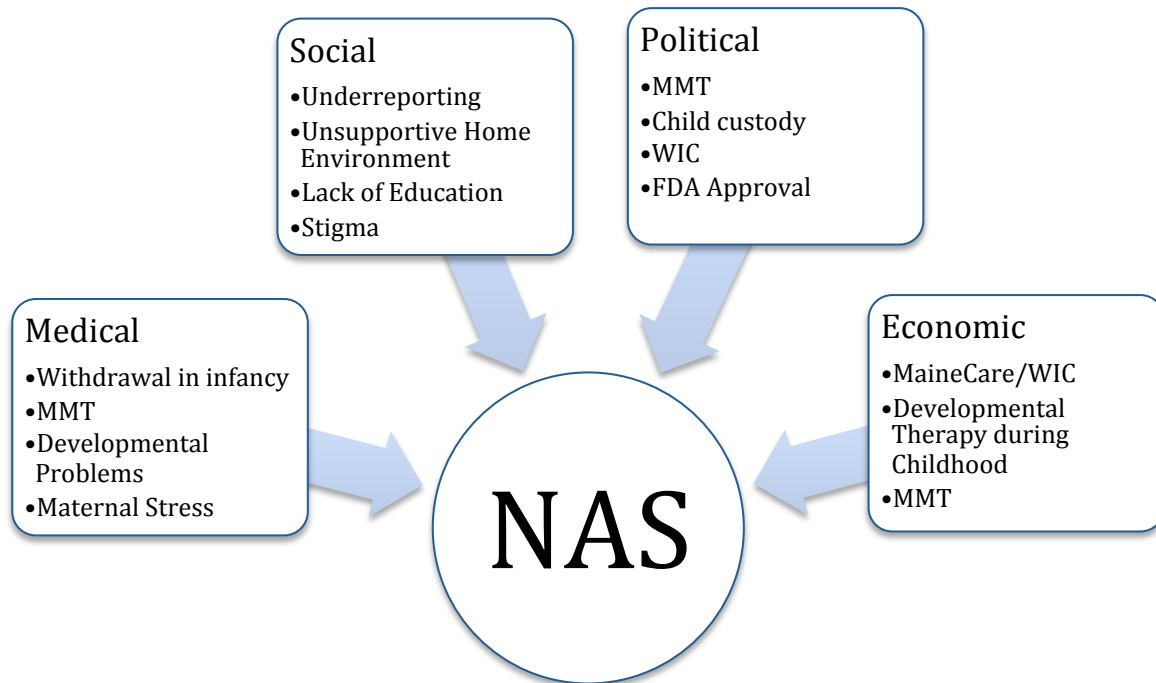 Social
•Underreporting
•Unsupportive Home
Environment
•Lack of Education
•Stigma
Political
•MMT
•Child custody
•WIC
•FDA Approval
Medical
•Withdrawal in infancy
•MMT
•Developmental
Problems
•Maternal Stress
Economic
•MaineCare/WIC
•Developmental
Therapy during
Childhood
•MMT
NAS